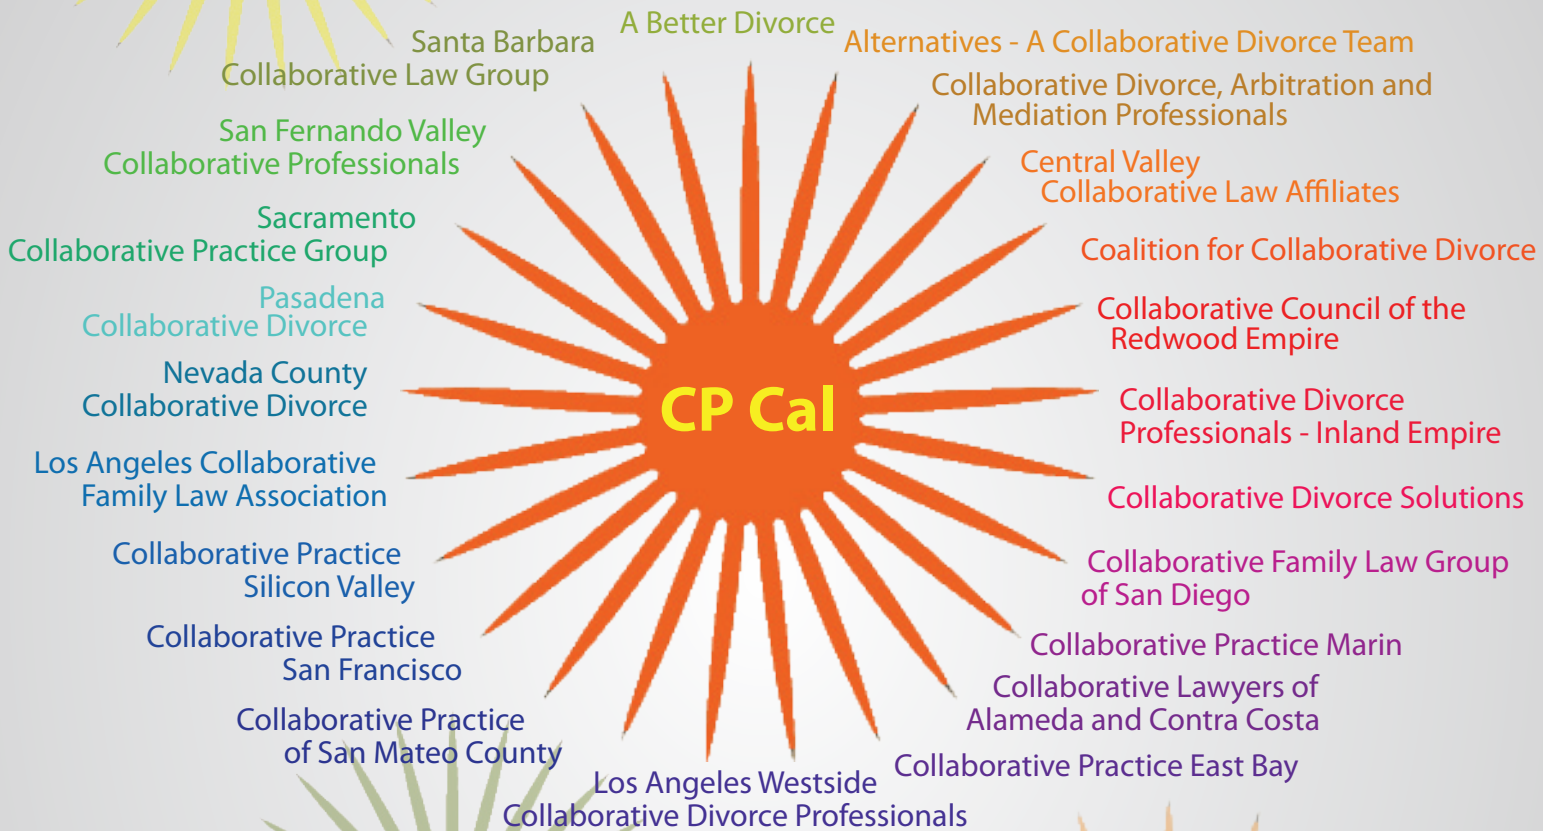 A Better Divorce
Alternatives - A Collaborative Divorce Team
Collaborative Divorce, Arbitration and
Mediation Professionals
Central Valley
Collaborative Law Affiliates
Coalition for Collaborative Divorce
Collaborative Council of the
Redwood Empire
Collaborative Divorce
Professionals - Inland Empire
Collaborative Divorce Solutions
Collaborative Family Law Group
of San Diego
Collaborative Practice Marin
Collaborative Lawyers of
Alameda and Contra Costa
Collaborative Practice East Bay
Los Angeles Westside
Collaborative Divorce Professionals
Collaborative Practice
of San Mateo County
Collaborative Practice
San Francisco
Collaborative Practice
Silicon Valley
Los Angeles Collaborative
Family Law Association
Nevada County
Collaborative Divorce
Pasadena
Collaborative Divorce
Sacramento
Collaborative Practice Group
San Fernando Valley
Collaborative Professionals
Santa Barbara
Collaborative Law Group
CP Cal